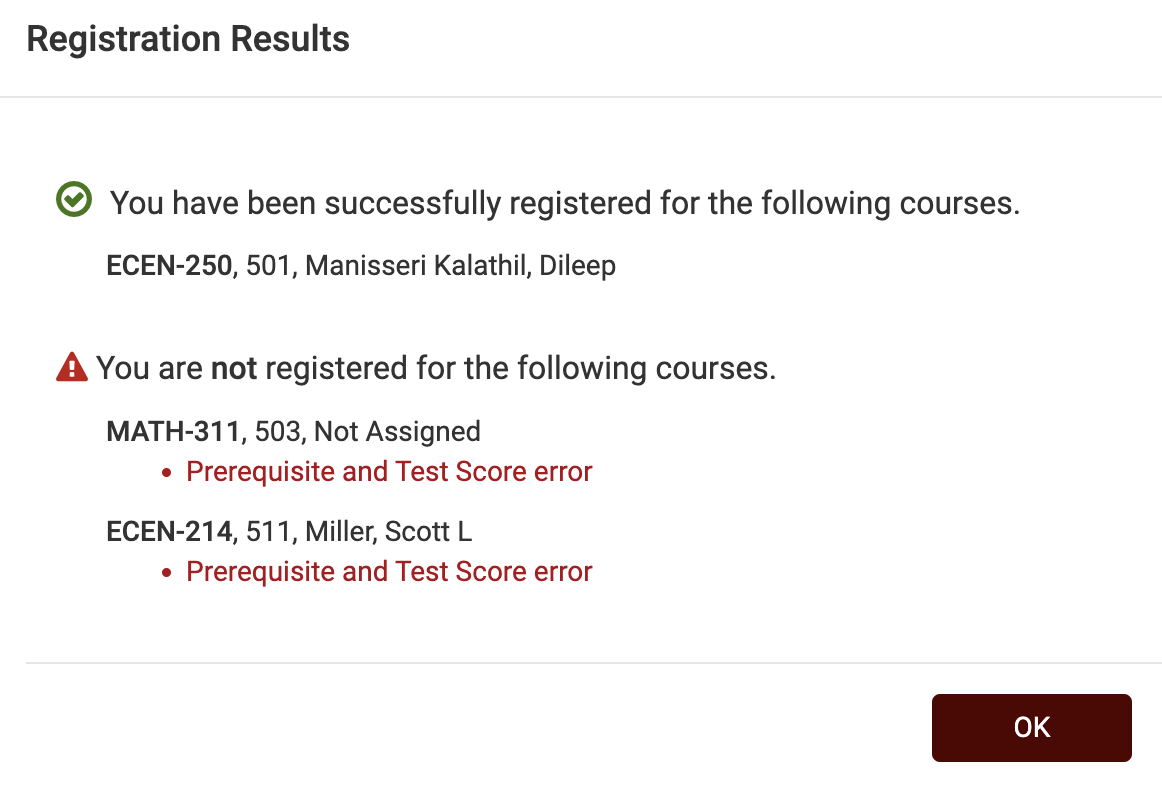 Registration Results
You have been successfully registered for the following courses.
ECEN-250, 501, Manisseri Kalathil, Dileep
You are not registered for the following courses.
MATH-311, 503, Not Assigned
• Prerequisite and Test Score error
ECEN-214, 511, Miller, Scott L
• Prerequisite and Test Score error
OK